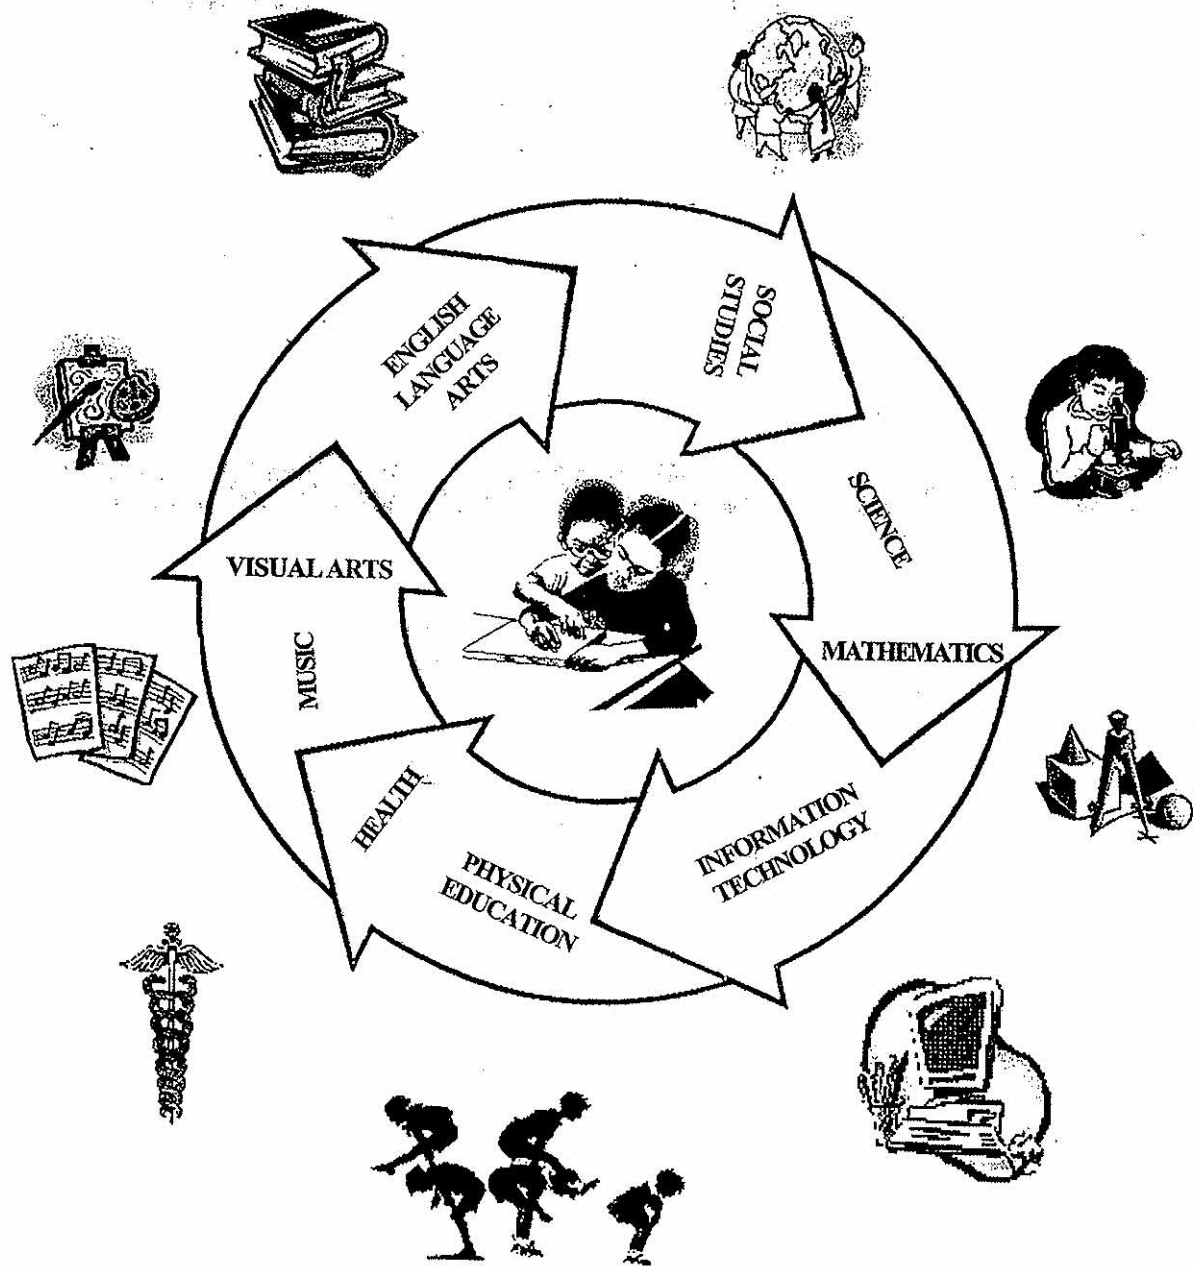 ENGLISH
LANGUAGE
ARTS
SOCIAL
STUDIES
SCIENCE
MATHEMATICS
INFORMATION
TECHNOLOGY
PHYSICAL
EDUCATION
HEALTH
MUSIC
VISUAL ARTS